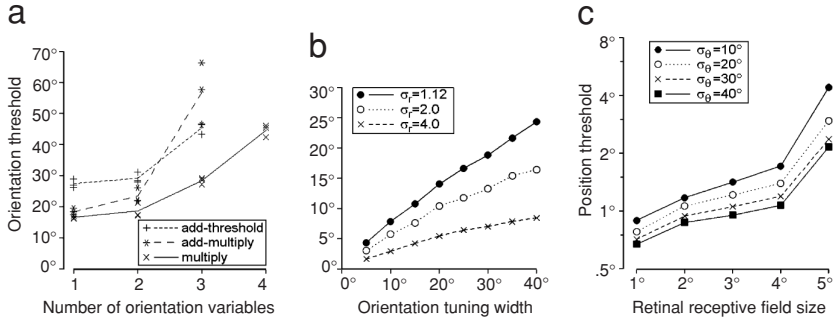 a
70°
60°
50°
40°
30°
20°
10°
0°
Orientation threshold
add-threshold
add-multiply
multiply
1 2 3 4
Number of orientation variables
b
30°
25°
20°
15°
10°
5°
0°
σr=1.12
σr=2.0
σr=4.0
0° 10° 20° 30° 40°
Orientation tuning width
c
8°
4°
2°
1°
.5°
Position threshold
σθ=10°
σθ=20°
σθ=30°
σθ=40°
1° 2° 3° 4° 5°
Retinal receptive field size